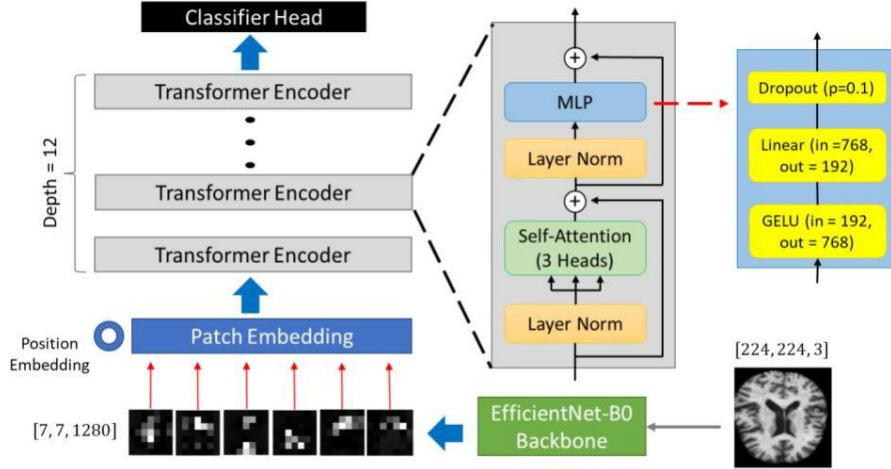 Classifier Head
Transformer Encoder
Transformer Encoder
Transformer Encoder
Depth = 12
Patch Embedding
Position
Embedding
[7, 7, 1280]
+
MLP
Layer Norm
+
Self-Attention
(3 Heads)
Layer Norm
Dropout (p=0.1)
Linear (in =768,
out = 192)
GELU (in = 192,
out = 768)
EfficientNet-B0
Backbone
[224, 224, 3]